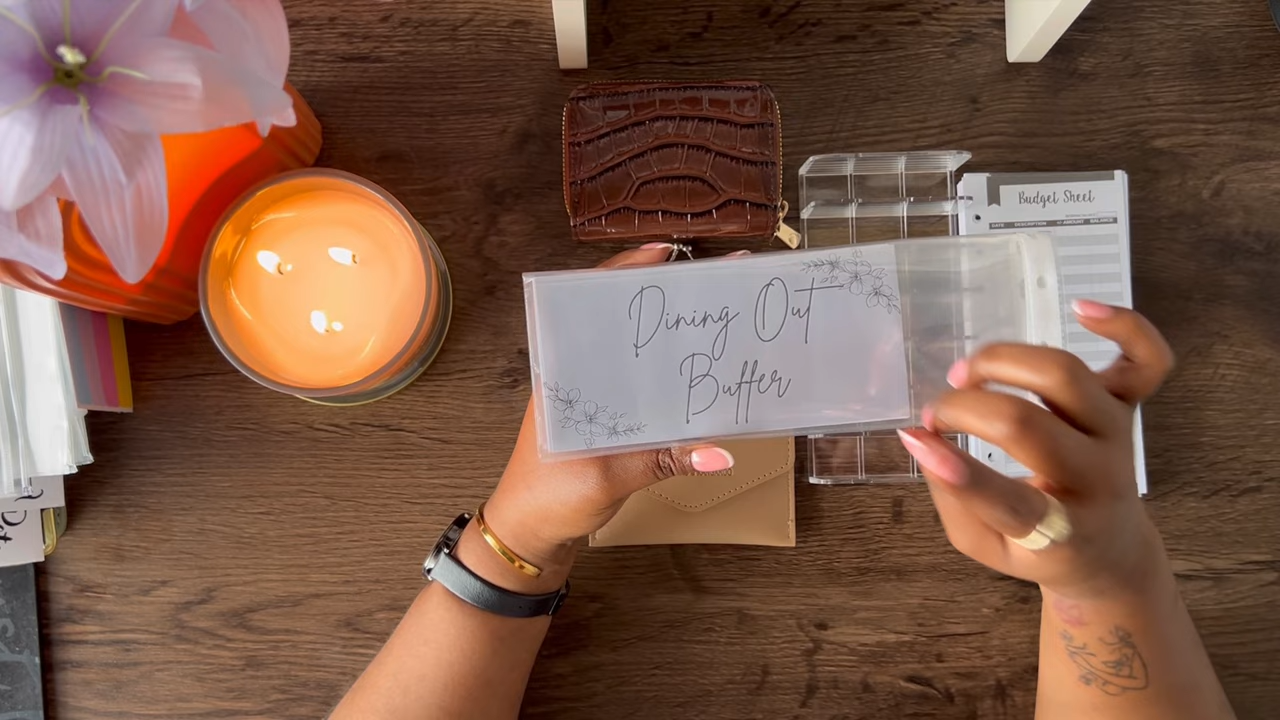 Budget Sheet
DATE DESCRIPTION +/- AMOUNT BALANCE
Dining Out
Buffer